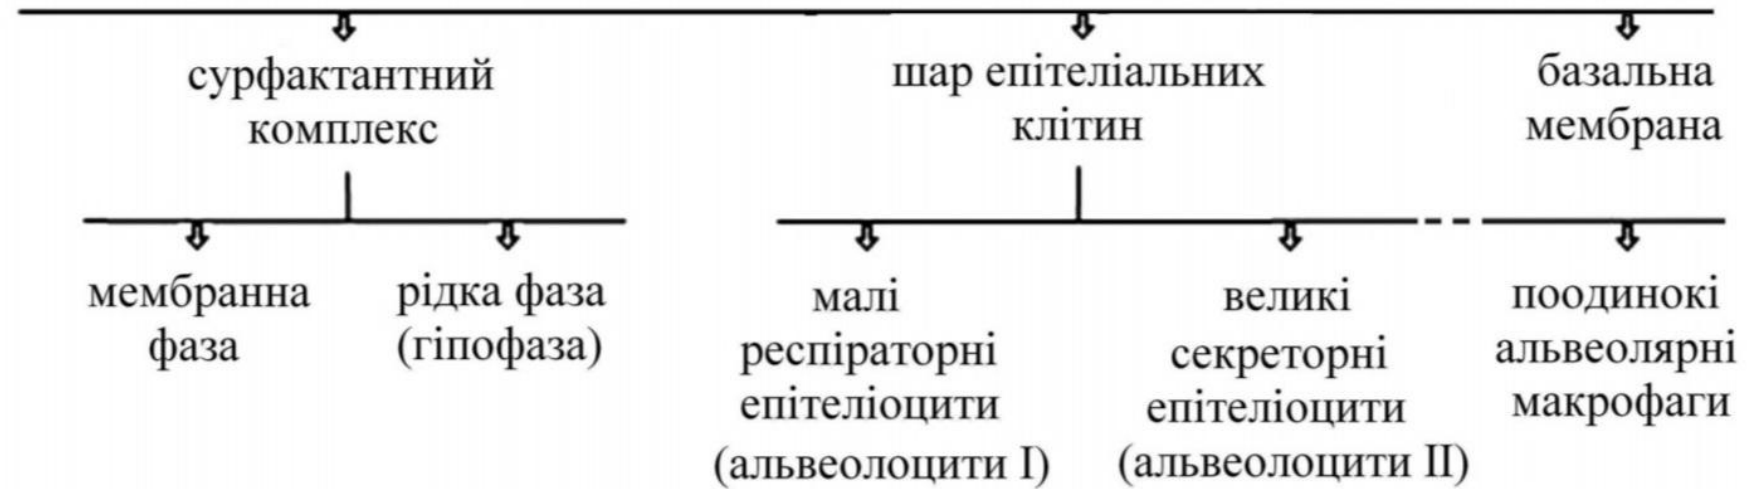 сурфактантний
комплекс
шар епітеліальних
клітин
базальна
мембрана
мембранна
фаза
рідка фаза
(гіпофаза)
малі
респіраторні
епітеліоцити
(альвеолоцити I)
великі
секреторні
епітеліоцити
(альвеолоцити II)
поодинокі
альвеолярні
макрофаги